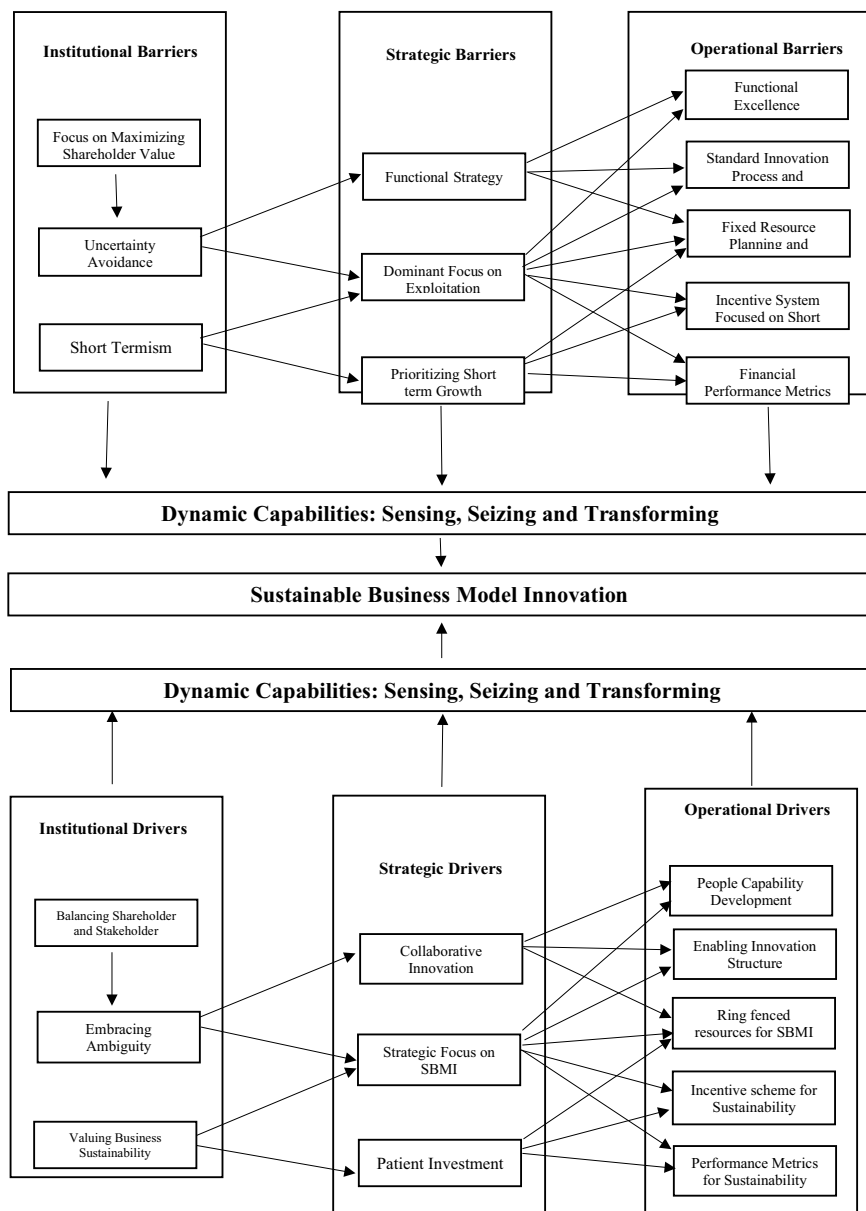 Institutional Barriers
Focus on Maximizing
Shareholder Value
Uncertainty
Avoidance
Short Termism
Strategic Barriers
Functional Strategy
Dominant Focus on
Exploitation
Prioritizing Short
term Growth
Operational Barriers
Functional
Excellence
Standard Innovation
Process and
Fixed Resource
Planning and
Incentive System
Focused on Short
Financial
Performance Metrics
Dynamic Capabilities: Sensing, Seizing and Transforming
Sustainable Business Model Innovation
Dynamic Capabilities: Sensing, Seizing and Transforming
Institutional Drivers
Balancing Shareholder
and Stakeholder
Embracing
Ambiguity
Valuing Business
Sustainability
Strategic Drivers
Collaborative
Innovation
Strategic Focus on
SBMI
Patient Investment
Operational Drivers
People Capability
Development
Enabling Innovation
Structure
Ring fenced
resources for SBMI
Incentive scheme for
Sustainability
Performance Metrics
for Sustainability